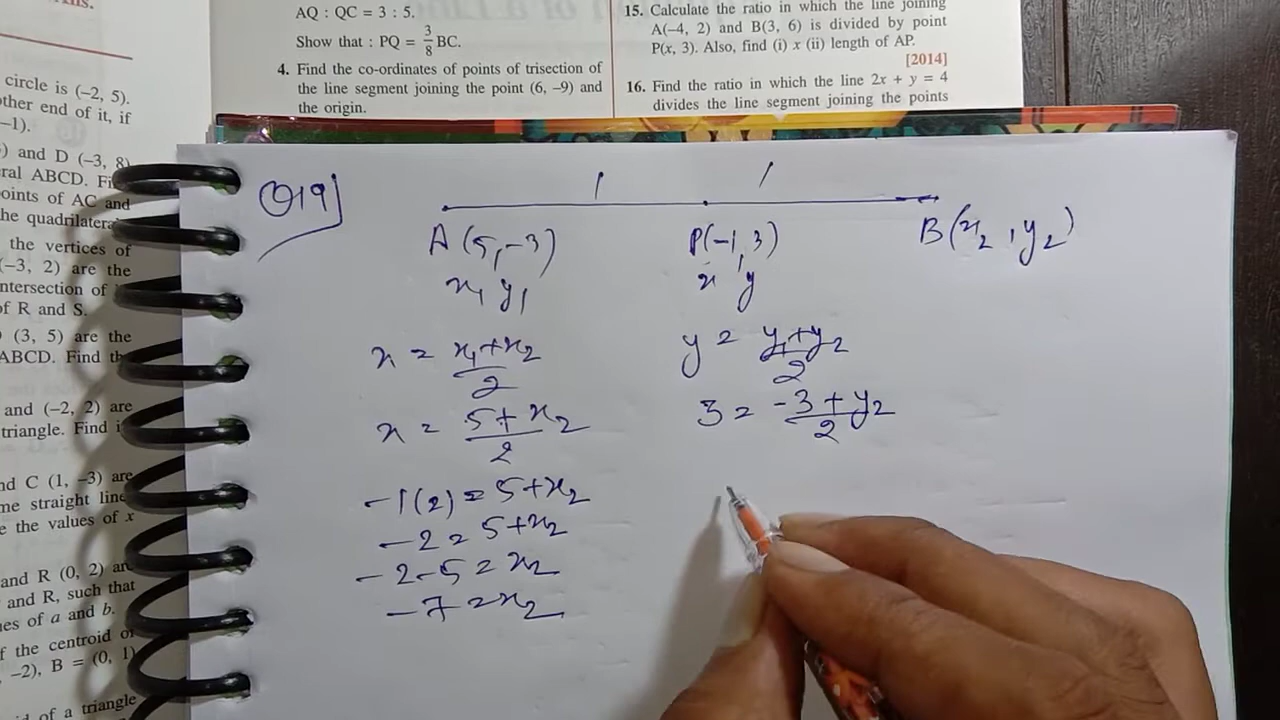 AQ : QC = 3 : 5.
Show that : PQ = 3/8 BC.
4. Find the co-ordinates of points of trisection of
the line segment joining the point (6, –9) and
the origin.
15. Calculate the ratio in which the line joining
A(–4, 2) and B(3, 6) is divided by point
P(x, 3). Also, find (i) x (ii) length of AP.
[2014]
16. Find the ratio in which the line 2x + y = 4
divides the line segment joining the points
circle is (–2, 5).
other end of it, if
–1).
) and D (–3, 8)
ral ABCD.
oints of AC and
he quadrilateral
the vertices of
(–3, 2) are the
ntersection of
of R and S.
(3, 5) are the
ABCD. Find
and (–2, 2) are
triangle. Find
nd C (1, –3) are
me straight line
e the values of x
and R (0, 2) are
and R, such that
es of a and b.
f the centroid of
–2), B = (0, 1)
of a triangle
Q19]
1 1
A (5, -3) P(-1, 3) B(x₂, y₂)
x₁ y₁ x y
x = x₁+x₂/2
x = 5+x₂/2
-1(2) = 5+x₂
-2 = 5+x₂
-2-5 = x₂
-7 = x₂
y = y₁+y₂/2
3 = -3+y₂/2